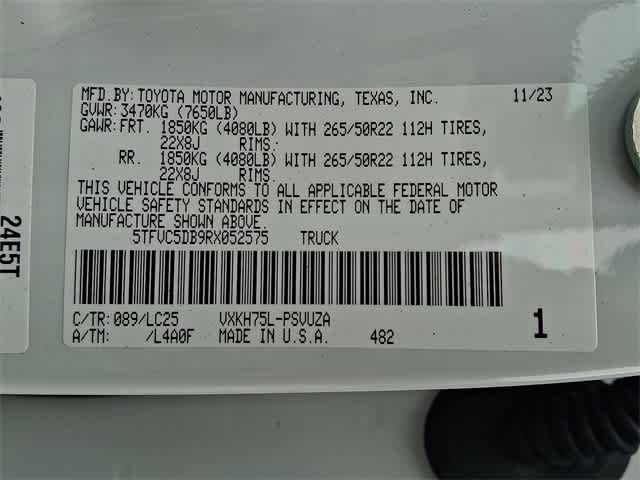 MFD.BY: TOYOTA MOTOR MANUFACTURING, TEXAS, INC. 11/23
GVWR: 3470KG (7650LB)
GAWR: FRT. 1850KG (4080LB) WITH 265/50R22 112H TIRES,
22X8J RIMS.
RR. 1850KG (4080LB) WITH 265/50R22 112H TIRES,
22X8J RIMS.
THIS VEHICLE CONFORMS TO ALL APPLICABLE FEDERAL MOTOR
VEHICLE SAFETY STANDARDS IN EFFECT ON THE DATE OF
MANUFACTURE SHOWN ABOVE.
5TFVC5DB9RX052575 TRUCK
C/TR: 089/LC25 VXKH75L-PSVUZA
A/TM: /L4A0F MADE IN U.S.A. 482
1
24E5T